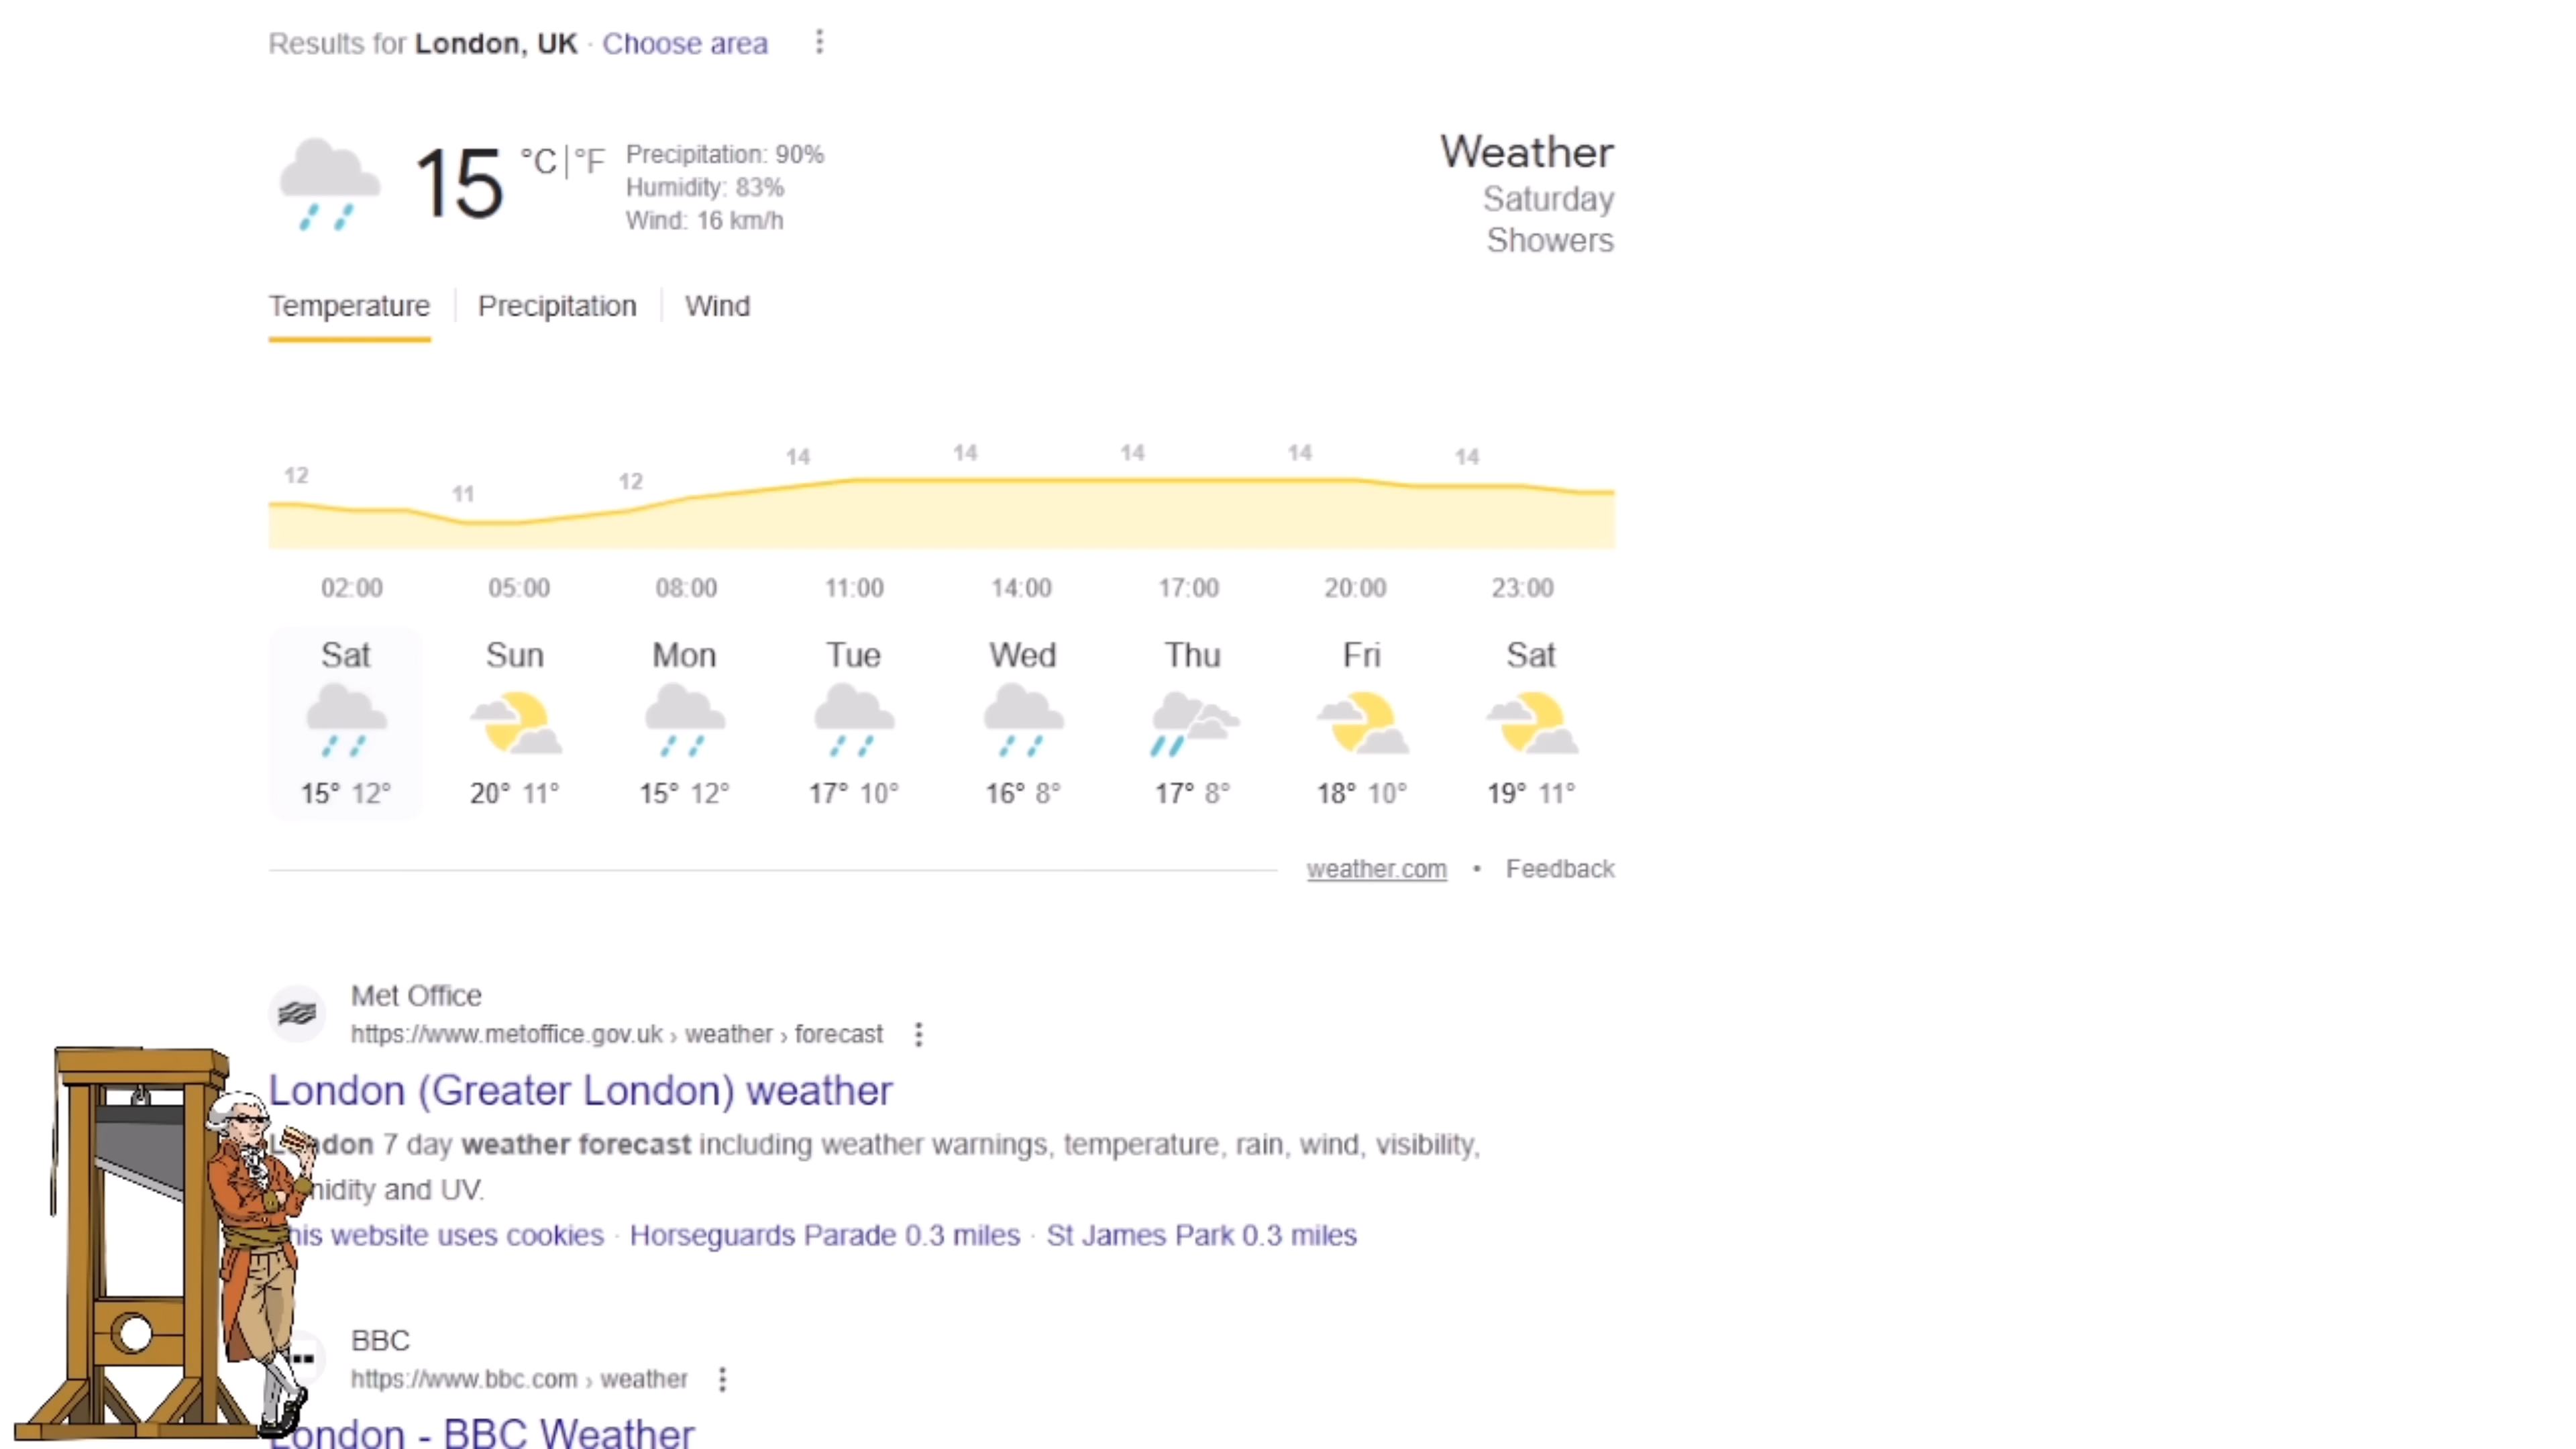 Results for London, UK · Choose area
15 °C | °F
Precipitation: 90%
Humidity: 83%
Wind: 16 km/h
Weather
Saturday
Showers
Temperature
Precipitation
Wind
12 11 12 14 14 14 14 14
02:00 05:00 08:00 11:00 14:00 17:00 20:00 23:00
Sat Sun Mon Tue Wed Thu Fri Sat
15° 12° 20° 11° 15° 12° 17° 10° 16° 8° 17° 8° 18° 10° 19° 11°
weather.com • Feedback
Met Office
https://www.metoffice.gov.uk › weather › forecast
London (Greater London) weather
London 7 day weather forecast including weather warnings, temperature, rain, wind, visibility,
and UV.
website uses cookies · Horseguards Parade 0.3 miles · St James Park 0.3 miles
BBC
https://www.bbc.com › weather
London - BBC Weather